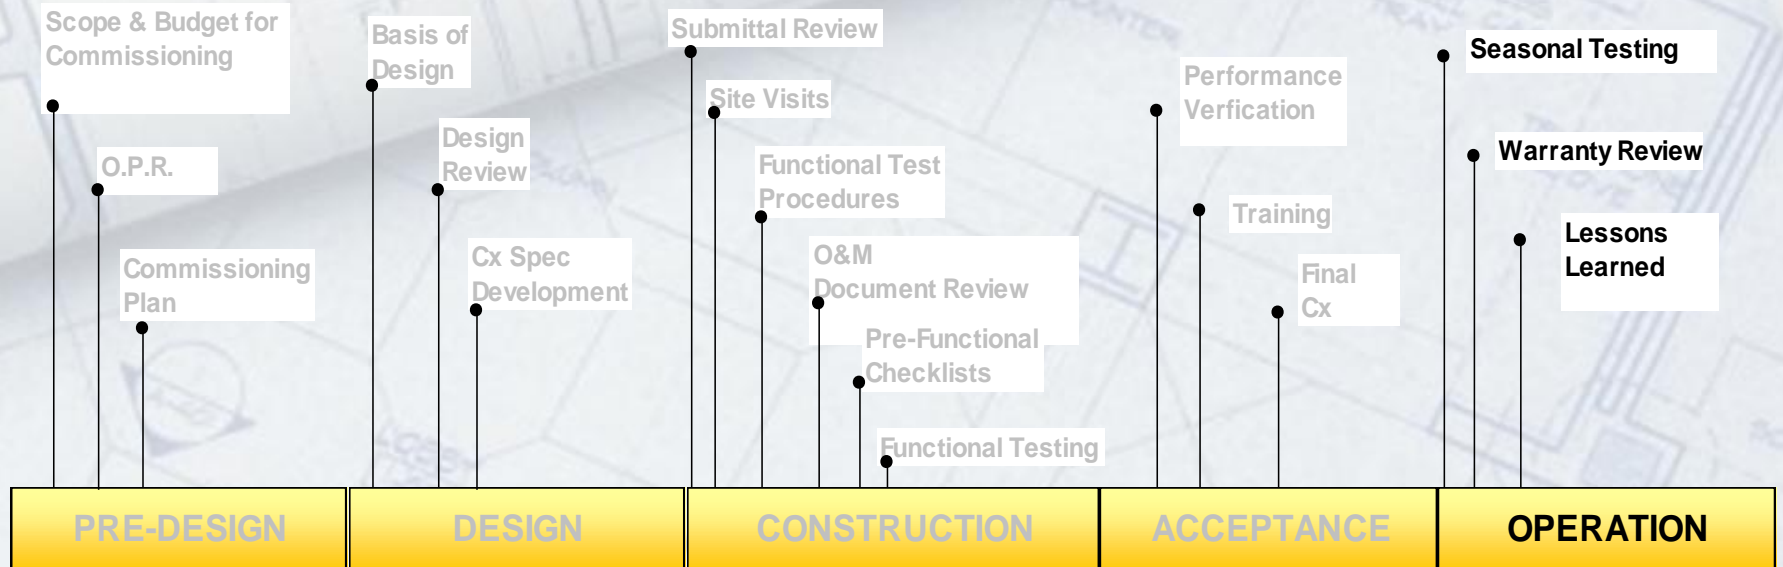 Scope & Budget for
Commissioning
O.P.R.
Commissioning
Plan
Basis of
Design
Design
Review
Cx Spec
Development
Submittal Review
Site Visits
Functional Test
Procedures
O&M
Document Review
Pre-Functional
Checklists
Functional Testing
Performance
Verfication
Training
Final
Cx
Seasonal Testing
Warranty Review
Lessons
Learned
PRE-DESIGN
DESIGN
CONSTRUCTION
ACCEPTANCE
OPERATION